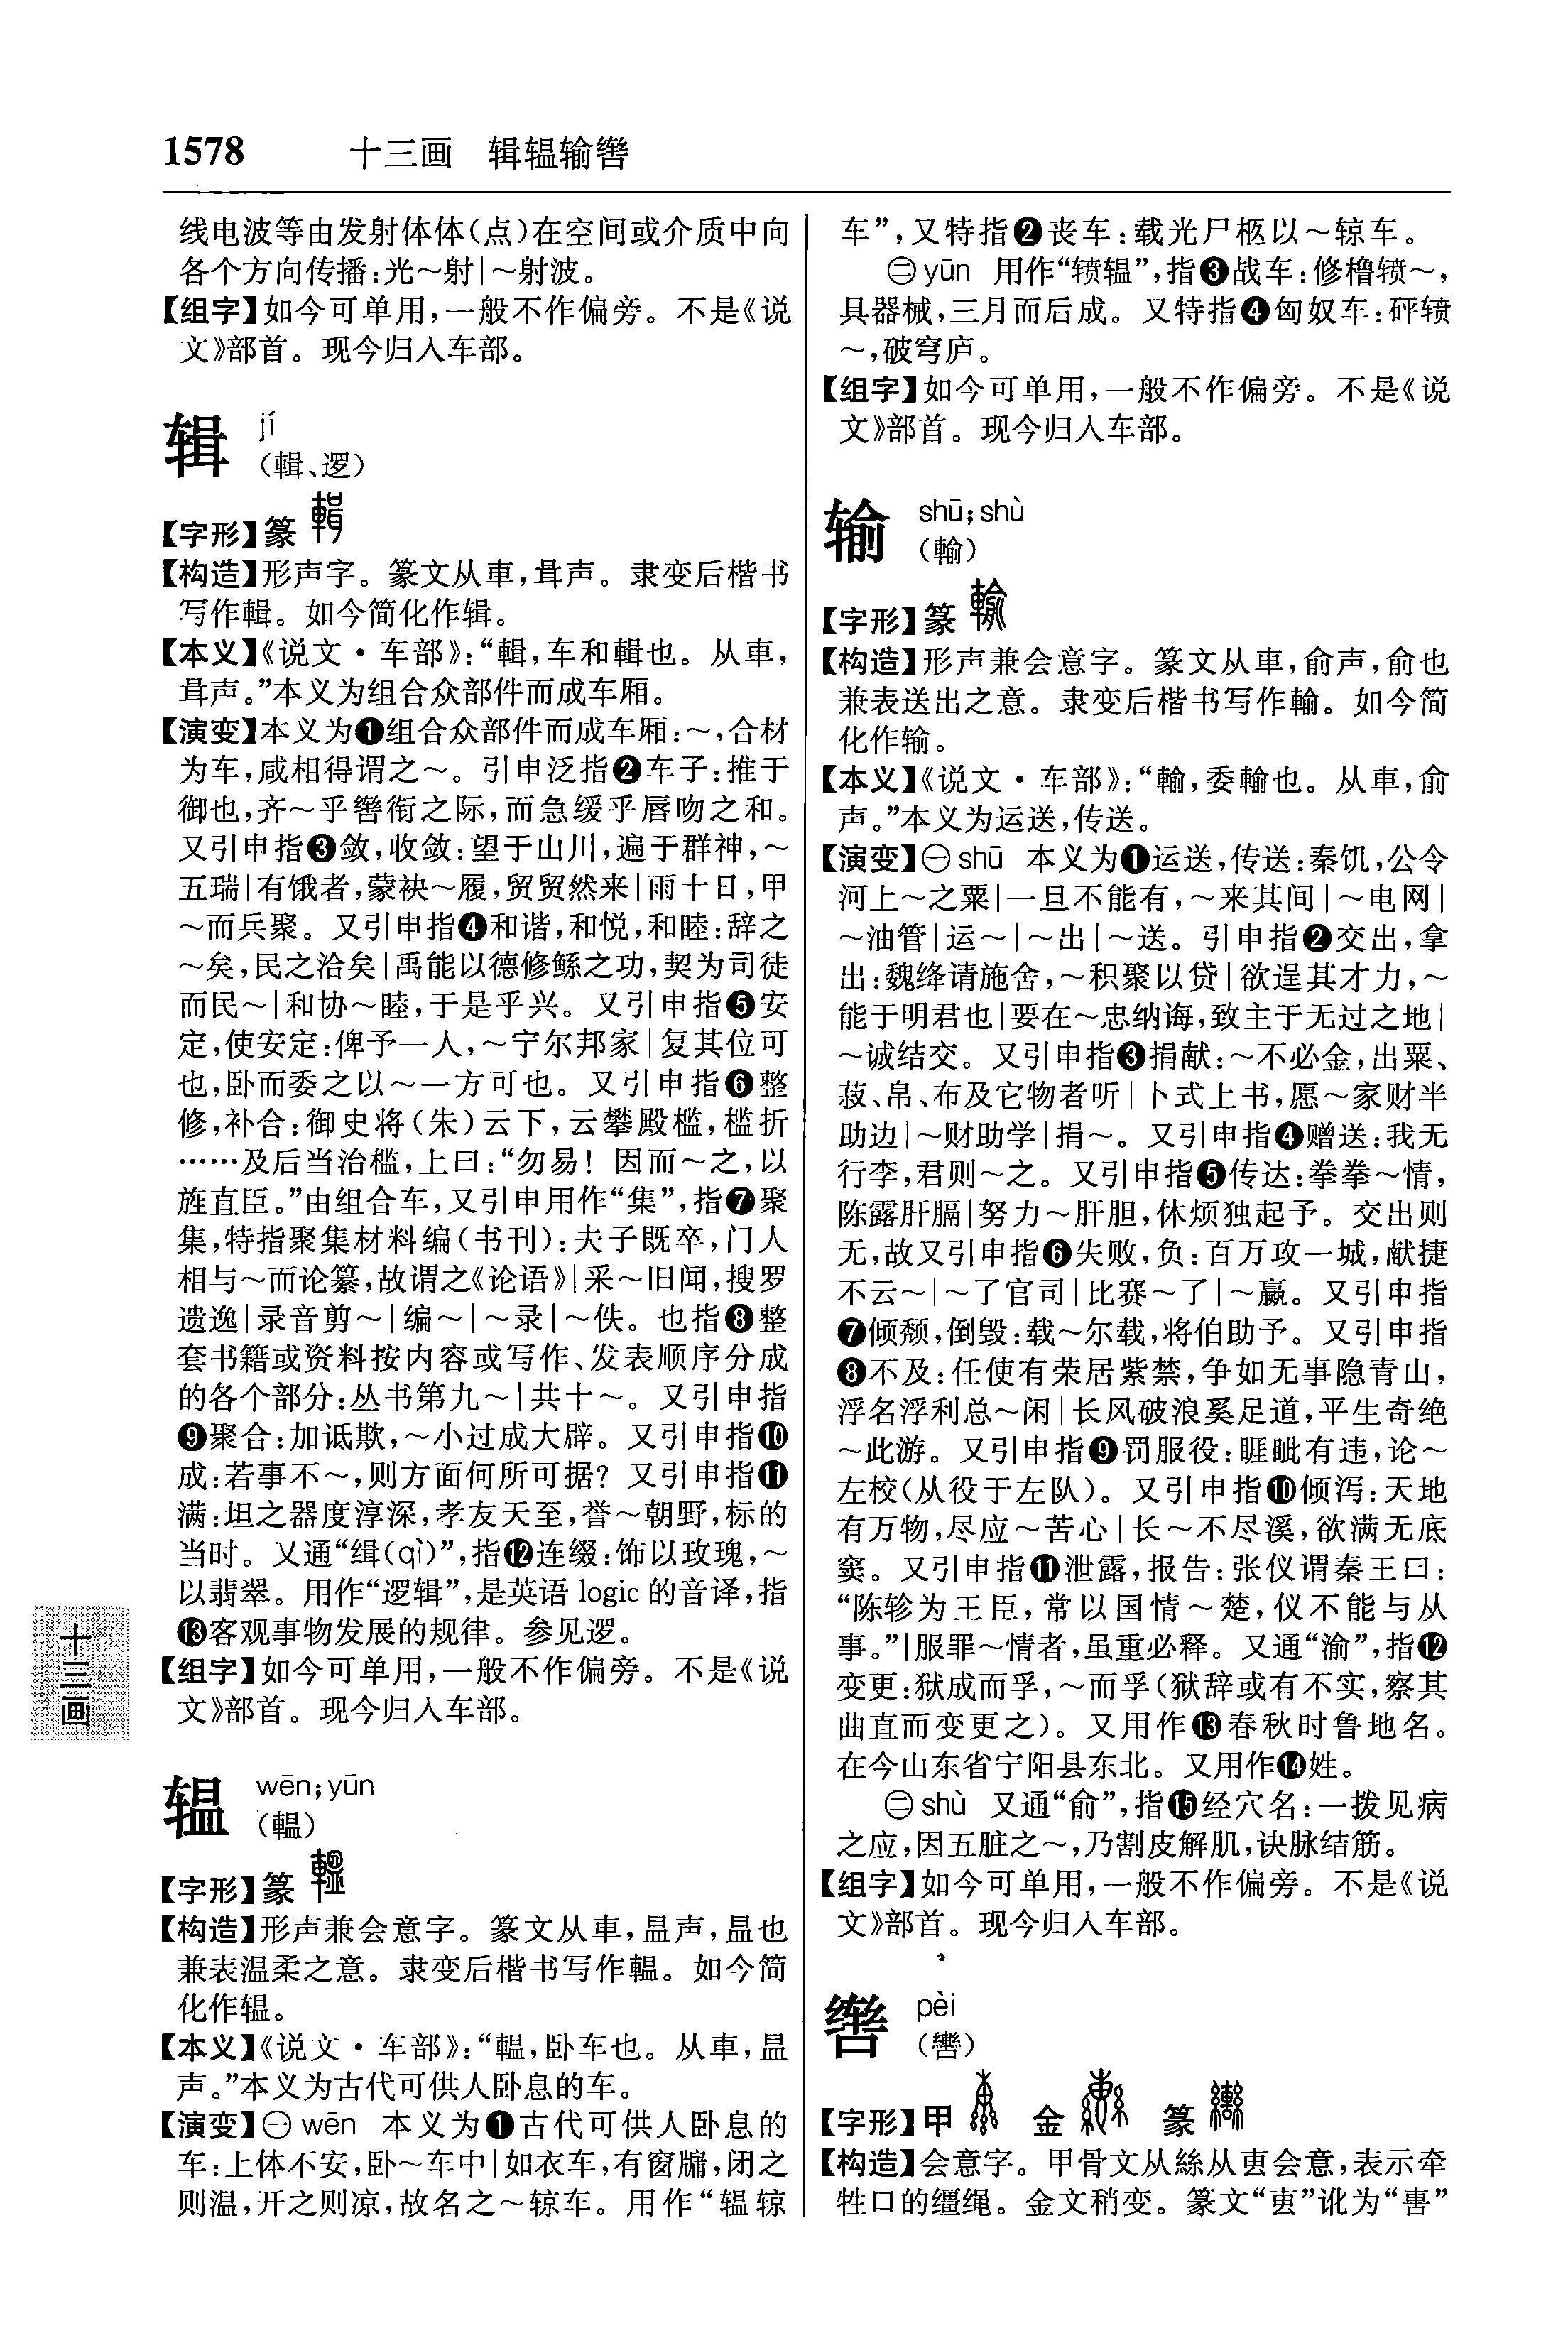 1578 十三画 辑辒输辔
线电波等由发射体体(点)在空间或介质中向
各个方向传播:光～射|～射波。
【组字】如今可单用,一般不作偏旁。不是《说
文》部首。现今归入车部。
辑 jí
(輯、逻)
【字形】篆
【构造】形声字。篆文从車,咠声。隶变后楷书
写作輯。如今简化作辑。
【本义】《说文·车部》:“輯,车和輯也。从車,
咠声。”本义为组合众部件而成车厢。
【演变】本义为❶组合众部件而成车厢:～,合材
为车,咸相得谓之～。引申泛指❷车子:推于
御也,齐～乎辔衔之际,而急缓乎唇吻之和。
又引申指❸敛,收敛:望于山川,遍于群神,～
五瑞|有饿者,蒙袂～履,贸贸然来|雨十日,甲
～而兵聚。又引申指❹和谐,和悦,和睦:辞之
～矣,民之洽矣|禹能以德修鲧之功,契为司徒
而民～|和协～睦,于是乎兴。又引申指❺安
定,使安定:俾予一人,～宁尔邦家|复其位可
也,卧而委之以～一方可也。又引申指❻整
修,补合:御史将(朱)云下,云攀殿槛,槛折
……及后当治槛,上曰:“勿易!因而～之,以
旌直臣。”由组合车,又引申用作“集”,指❼聚
集,特指聚集材料编(书刊):夫子既卒,门人
相与～而论纂,故谓之《论语》|采～旧闻,搜罗
遗逸|录音剪～|编～|～录|～佚。也指❽整
套书籍或资料按内容或写作、发表顺序分成
的各个部分:丛书第九～|共十～。又引申指
❾聚合:加诋欺,～小过成大辟。又引申指❿
成:若事不～,则方面何所可据?又引申指⓫
满:坦之器度淳深,孝友天至,誉～朝野,标的
当时。又通“缉(qì)”,指⓬连缀:饰以玫瑰,～
以翡翠。用作“逻辑”,是英语 logic 的音译,指
⓭客观事物发展的规律。参见逻。
【组字】如今可单用,一般不作偏旁。不是《说
文》部首。现今归入车部。
辒 wēn;yūn
(轀)
【字形】篆
【构造】形声兼会意字。篆文从車,昷声,昷也
兼表温柔之意。隶变后楷书写作轀。如今简
化作辒。
【本义】《说文·车部》:“轀,卧车也。从車,昷
声。”本义为古代可供人卧息的车。
【演变】㊀wēn 本义为❶古代可供人卧息的
车:上体不安,卧～车中|如衣车,有窗牖,闭之
则温,开之则凉,故名之～辌车。用作“辒辌
车”,又特指❷丧车:载光尸柩以～辌车。
㊁yūn 用作“轒辒”,指❸战车:修橹轒～,
具器械,三月而后成。又特指❹匈奴车:砰轒
～,破穹庐。
【组字】如今可单用,一般不作偏旁。不是《说
文》部首。现今归入车部。
输 shū;shù
(輸)
【字形】篆
【构造】形声兼会意字。篆文从車,俞声,俞也
兼表送出之意。隶变后楷书写作輸。如今简
化作输。
【本义】《说文·车部》:“輸,委輸也。从車,俞
声。”本义为运送,传送。
【演变】㊀shū 本义为❶运送,传送:秦饥,公令
河上～之粟|一旦不能有,～来其间|～电网|
～油管|运～|～出|～送。引申指❷交出,拿
出:魏绛请施舍,～积聚以贷|欲逞其才力,～
能于明君也|要在～忠纳诲,致主于无过之地|
～诚结交。又引申指❸捐献:～不必金,出粟、
菽、帛、布及它物者听|卜式上书,愿～家财半
助边|～财助学|捐～。又引申指❹赠送:我无
行李,君则～之。又引申指❺传达:拳拳～情,
陈露肝膈|努力～肝胆,休烦独起予。交出则
无,故又引申指❻失败,负:百万攻一城,献捷
不云～|～了官司|比赛～了|～赢。又引申指
❼倾颓,倒毁:载～尔载,将伯助予。又引申指
❽不及:任使有荣居紫禁,争如无事隐青山,
浮名浮利总～闲|长风破浪奚足道,平生奇绝
～此游。又引申指❾罚服役:睚眦有违,论～
左校(从役于左队)。又引申指❿倾泻:天地
有万物,尽应～苦心|长～不尽溪,欲满无底
窦。又引申指⓫泄露,报告:张仪谓秦王曰:
“陈轸为王臣,常以国情～楚,仪不能与从
事。”|服罪～情者,虽重必释。又通“渝”,指⓬
变更:狱成而孚,～而孚(狱辞或有不实,察其
曲直而变更之)。又用作⓭春秋时鲁地名。
在今山东省宁阳县东北。又用作⓮姓。
㊁shù 又通“俞”,指⓯经穴名:一拨见病
之应,因五脏之～,乃割皮解肌,诀脉结筋。
【组字】如今可单用,一般不作偏旁。不是《说
文》部首。现今归入车部。
辔 pèi
(轡)
【字形】甲 金 篆
【构造】会意字。甲骨文从絲从叀会意,表示牵
牲口的缰绳。金文稍变。篆文“叀”讹为“軎”
十三画